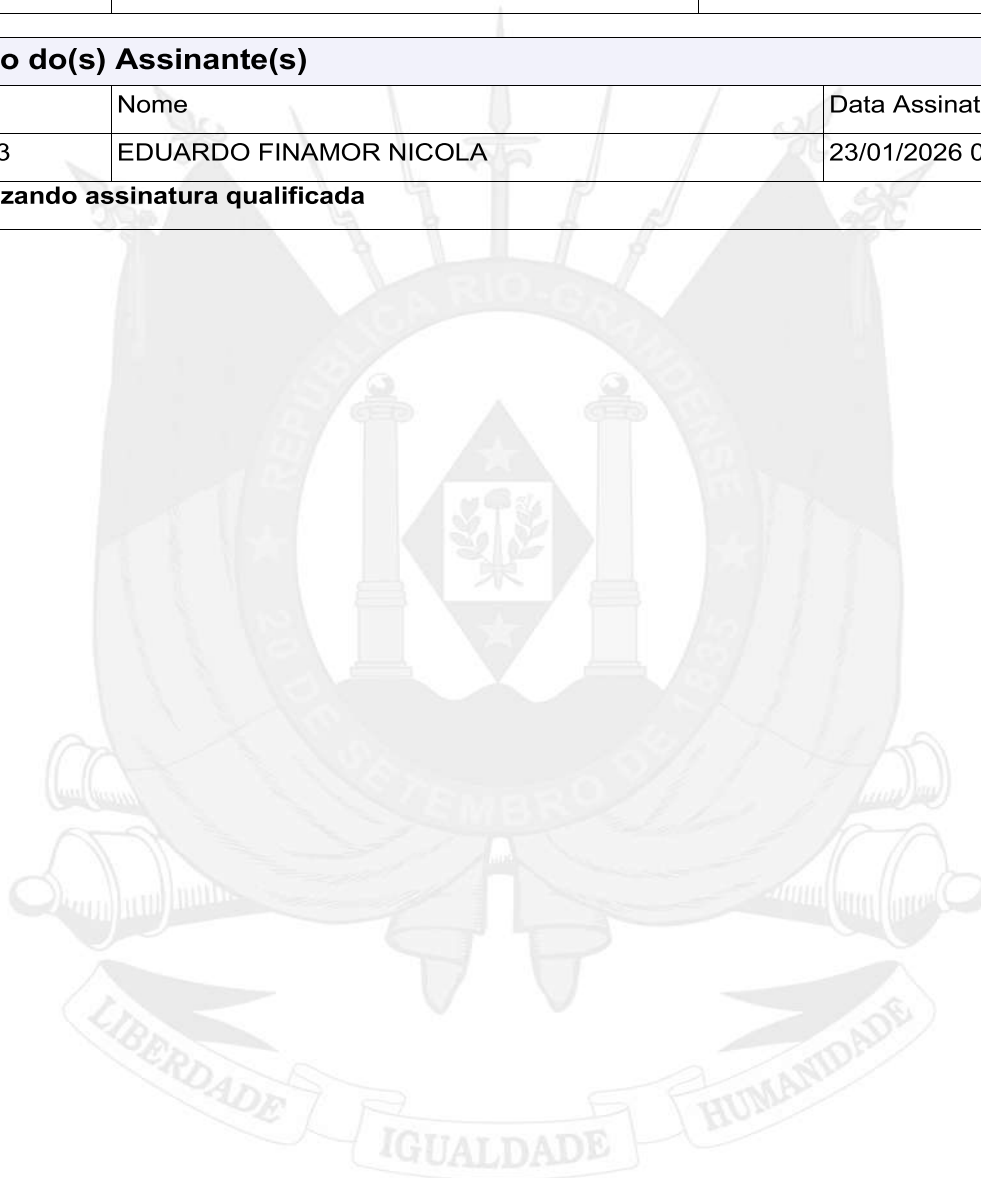 o do(s) Assinante(s)
Nome Data Assinat
3 EDUARDO FINAMOR NICOLA 23/01/2026 0
zando assinatura qualificada
REPÚBLICA RIO-GRANDENSE
20 DE SETEMBRO DE 1835
LIBERDADE
IGUALDADE
HUMANIDADE